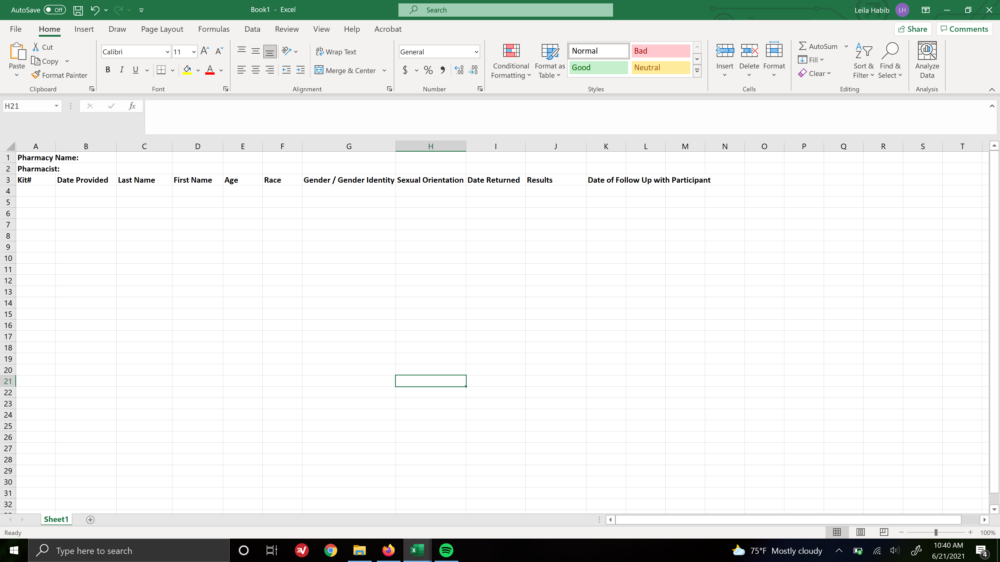 AutoSave Off Book1 - Excel Search Leila Habib LH
File Home Insert Draw Page Layout Formulas Data Review View Help Acrobat Share Comments
Paste Cut Copy Format Painter Clipboard
Calibri 11 A A B I U A Font
ab Wrap Text Merge & Center Alignment
General $ % 9 .00 .00 Number
Conditional Formatting Format as Table Normal Bad Good Neutral Styles
Insert Delete Format Cells
AutoSum Fill Clear Sort & Filter Find & Select Editing
Analyze Data Analysis
H21 fx
A B C D E F G H I J K L M N O P Q R S T
1 Pharmacy Name:
2 Pharmacist:
3 Kit# Date Provided Last Name First Name Age Race Gender / Gender Identity Sexual Orientation Date Returned Results Date of Follow Up with Participant
4
5
6
7
8
9
10
11
12
13
14
15
16
17
18
19
20
21
22
23
24
25
26
27
28
29
30
31
32
Sheet1
Ready 100%
Type here to search 75°F Mostly cloudy 10:40 AM
6/21/2021 4